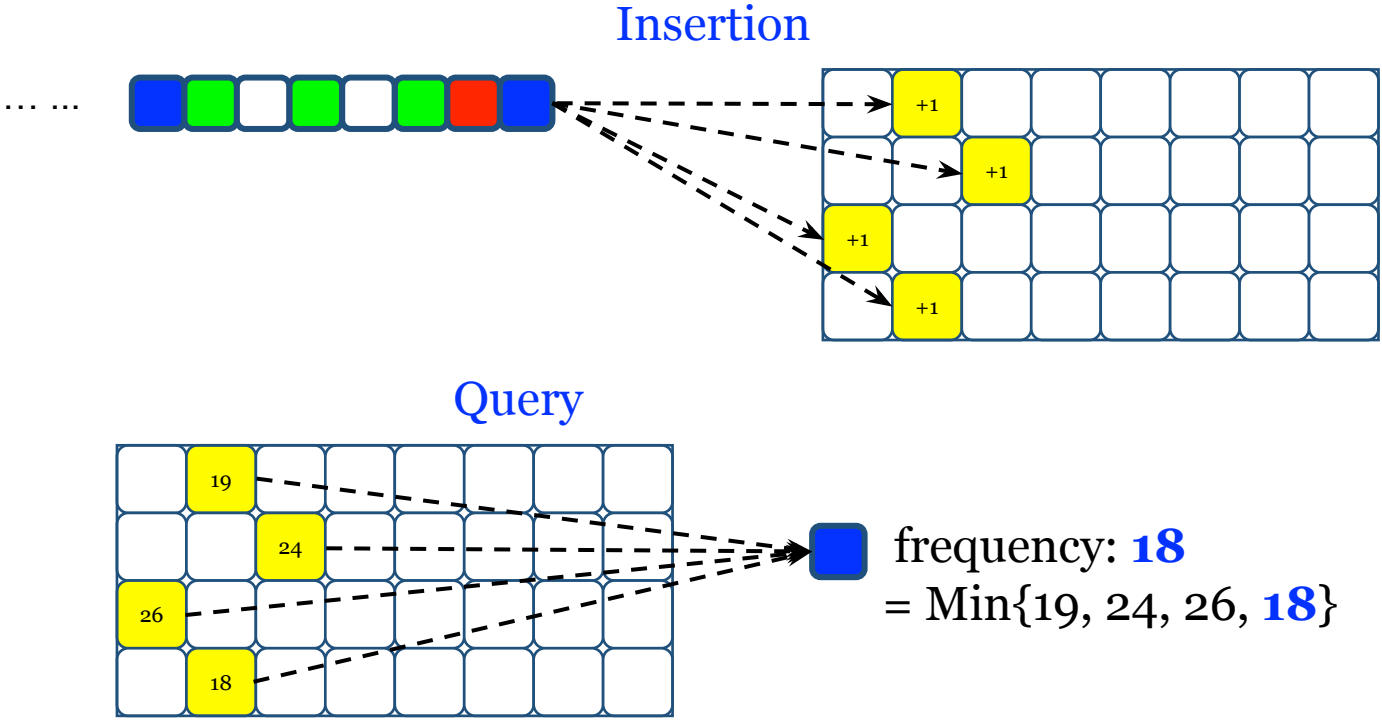 Insertion
... ...
+1
+1
+1
+1
Query
19
24
26
18
frequency: 18
= Min{19, 24, 26, 18}